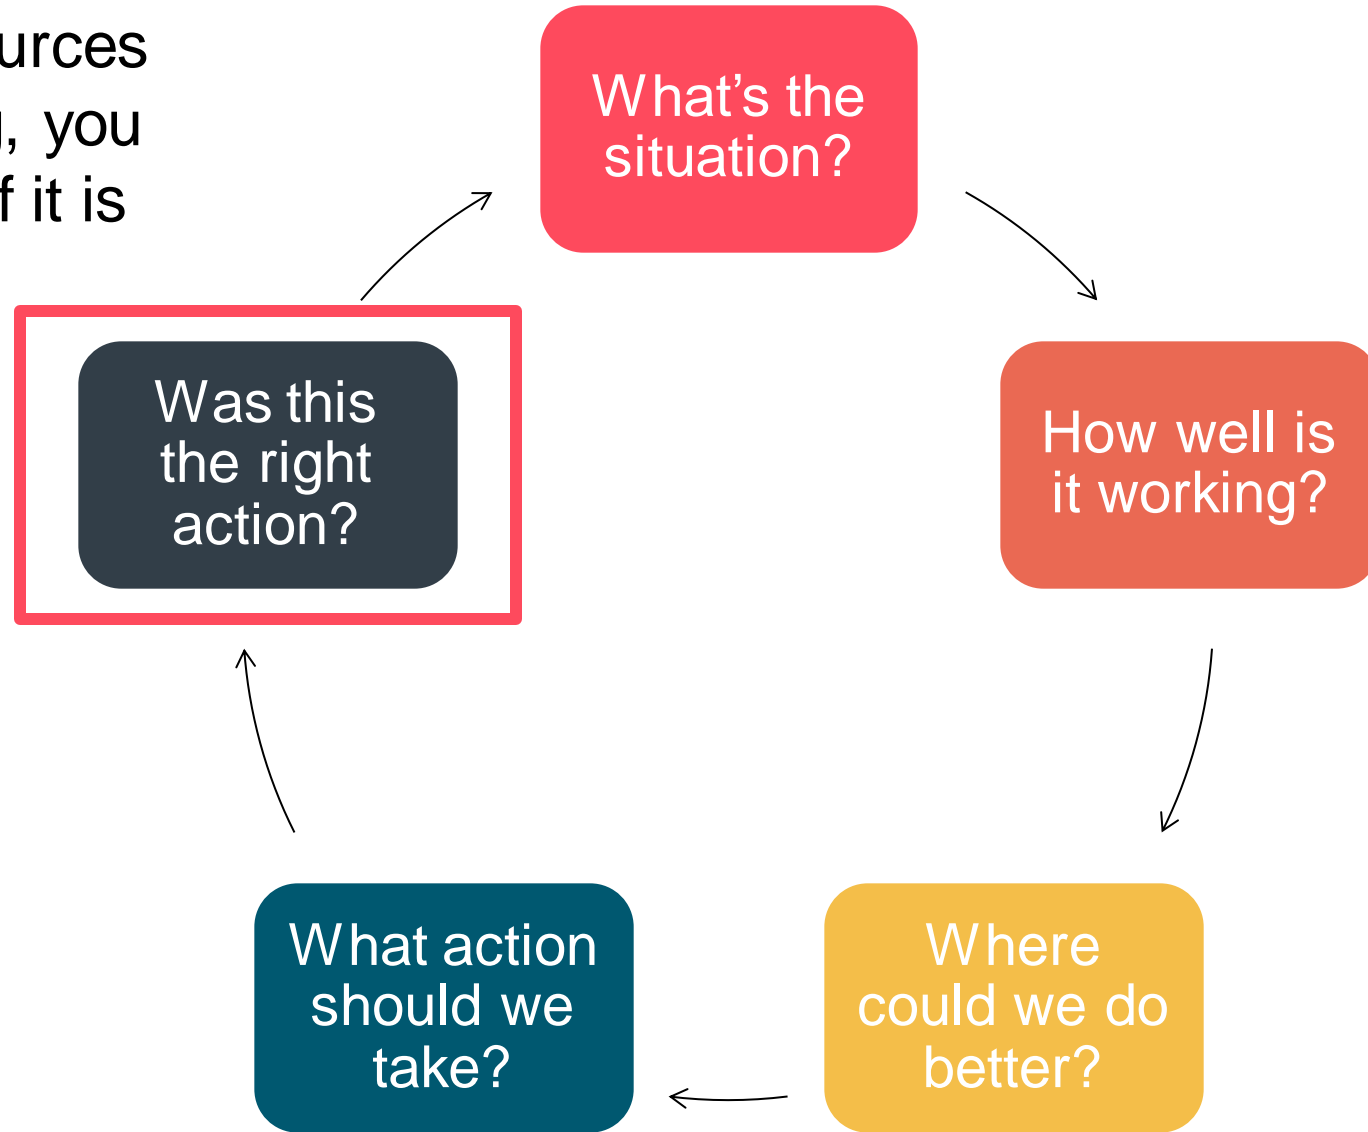 you
it is
What's the
situation?
How well is
it working?
Where
could we do
better?
What action
should we
take?
Was this
the right
action?